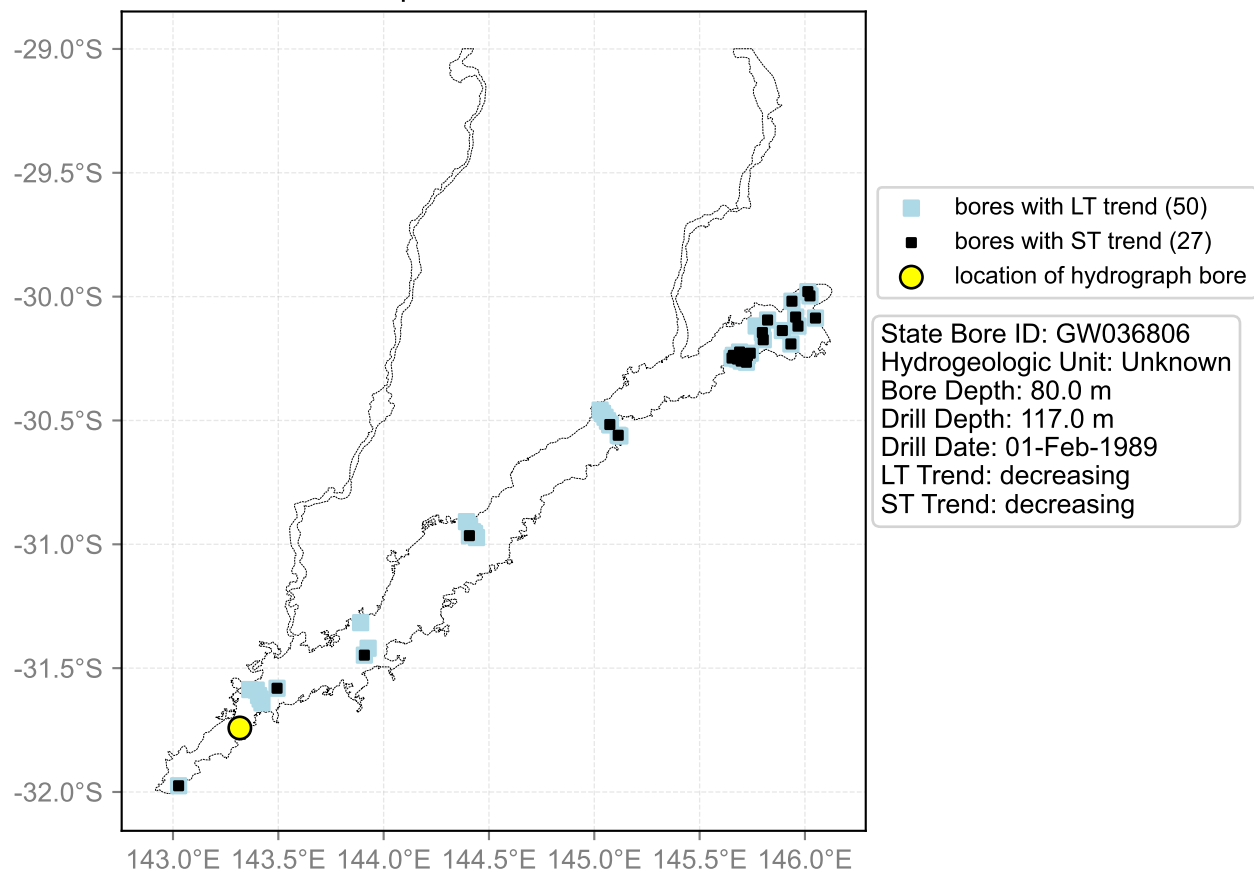 -29.0°S
-29.5°S
-30.0°S
-30.5°S
-31.0°S
-31.5°S
-32.0°S
143.0°E 143.5°E 144.0°E 144.5°E 145.0°E 145.5°E 146.0°E
bores with LT trend (50)
bores with ST trend (27)
location of hydrograph bore
State Bore ID: GW036806
Hydrogeologic Unit: Unknown
Bore Depth: 80.0 m
Drill Depth: 117.0 m
Drill Date: 01-Feb-1989
LT Trend: decreasing
ST Trend: decreasing